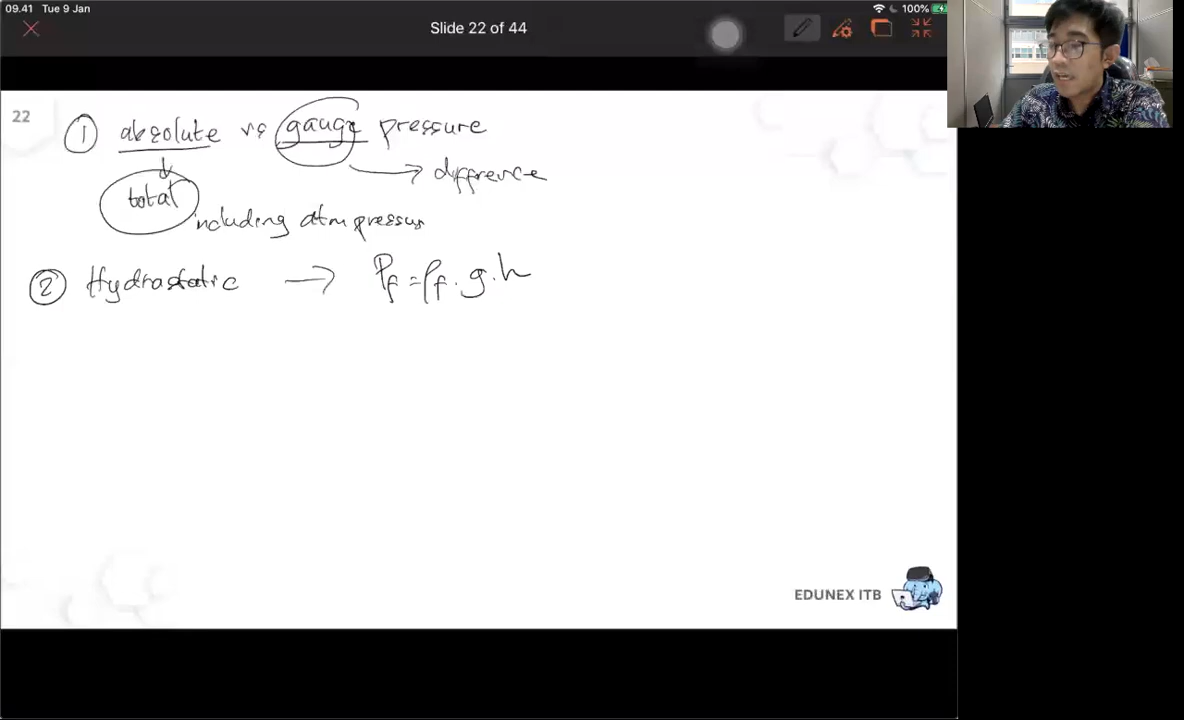 09.41 Tue 9 Jan
100%
Slide 22 of 44
22
① absolute vs gauge pressure
→ difference
total
including atm pressur
② Hydrostatic → Pf = ρf . g . h
EDUNEX ITB